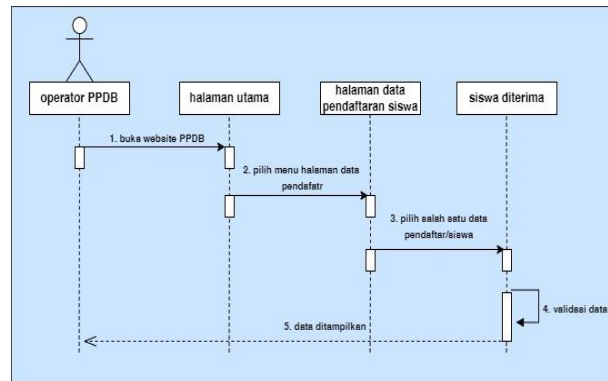 operator PPDB
halaman utama
halaman data
pendaftaran siswa
siswa diterima
1. buka website PPDB
2. pilih menu halaman data
pendafatr
3. pilih salah satu data
pendaftar/siswa
4. validasi data
5. data ditampilkan